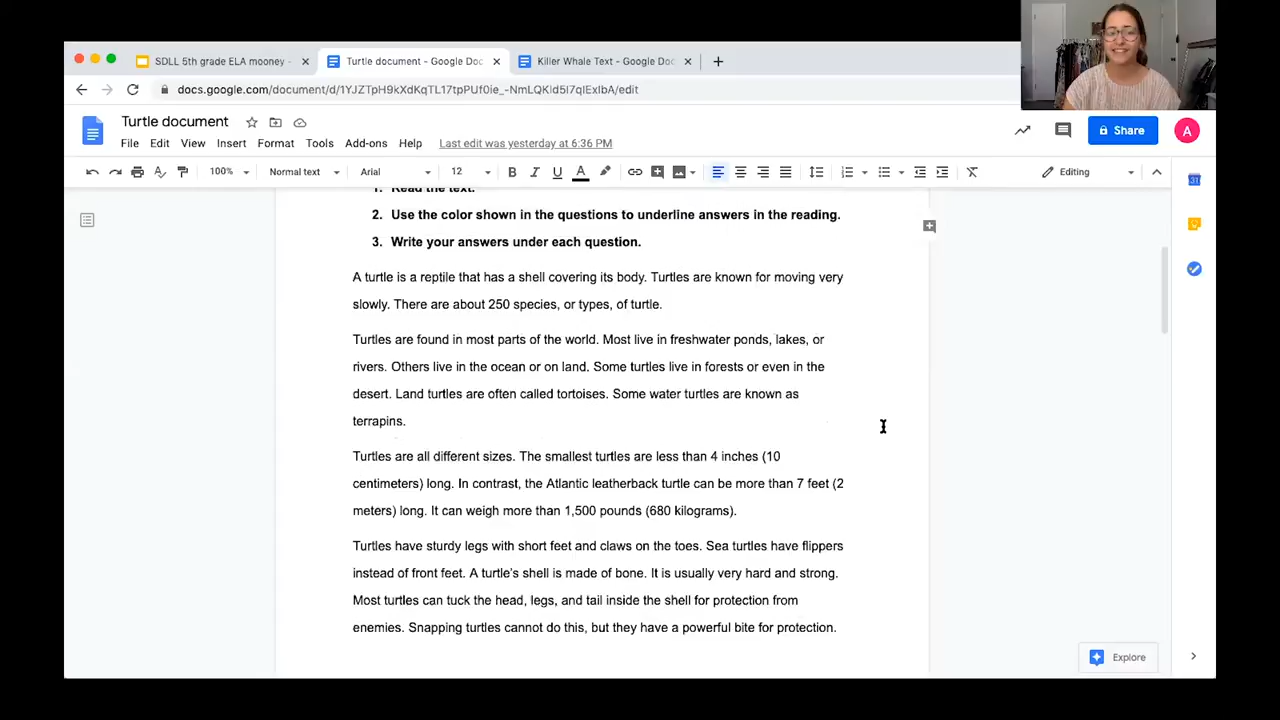 SDLL 5th grade ELA mooney -
Turtle document - Google Doc
Killer Whale Text - Google Doc
Turtle document
File Edit View Insert Format Tools Add-ons Help Last edit was yesterday at 6:36 PM
Share
A
100% Normal text Arial 12 B I U A Editing
1. Read the text.
2. Use the color shown in the questions to underline answers in the reading.
3. Write your answers under each question.
A turtle is a reptile that has a shell covering its body. Turtles are known for moving very
slowly. There are about 250 species, or types, of turtle.
Turtles are found in most parts of the world. Most live in freshwater ponds, lakes, or
rivers. Others live in the ocean or on land. Some turtles live in forests or even in the
desert. Land turtles are often called tortoises. Some water turtles are known as
terrapins.
Turtles are all different sizes. The smallest turtles are less than 4 inches (10
centimeters) long. In contrast, the Atlantic leatherback turtle can be more than 7 feet (2
meters) long. It can weigh more than 1,500 pounds (680 kilograms).
Turtles have sturdy legs with short feet and claws on the toes. Sea turtles have flippers
instead of front feet. A turtle's shell is made of bone. It is usually very hard and strong.
Most turtles can tuck the head, legs, and tail inside the shell for protection from
enemies. Snapping turtles cannot do this, but they have a powerful bite for protection.
Explore